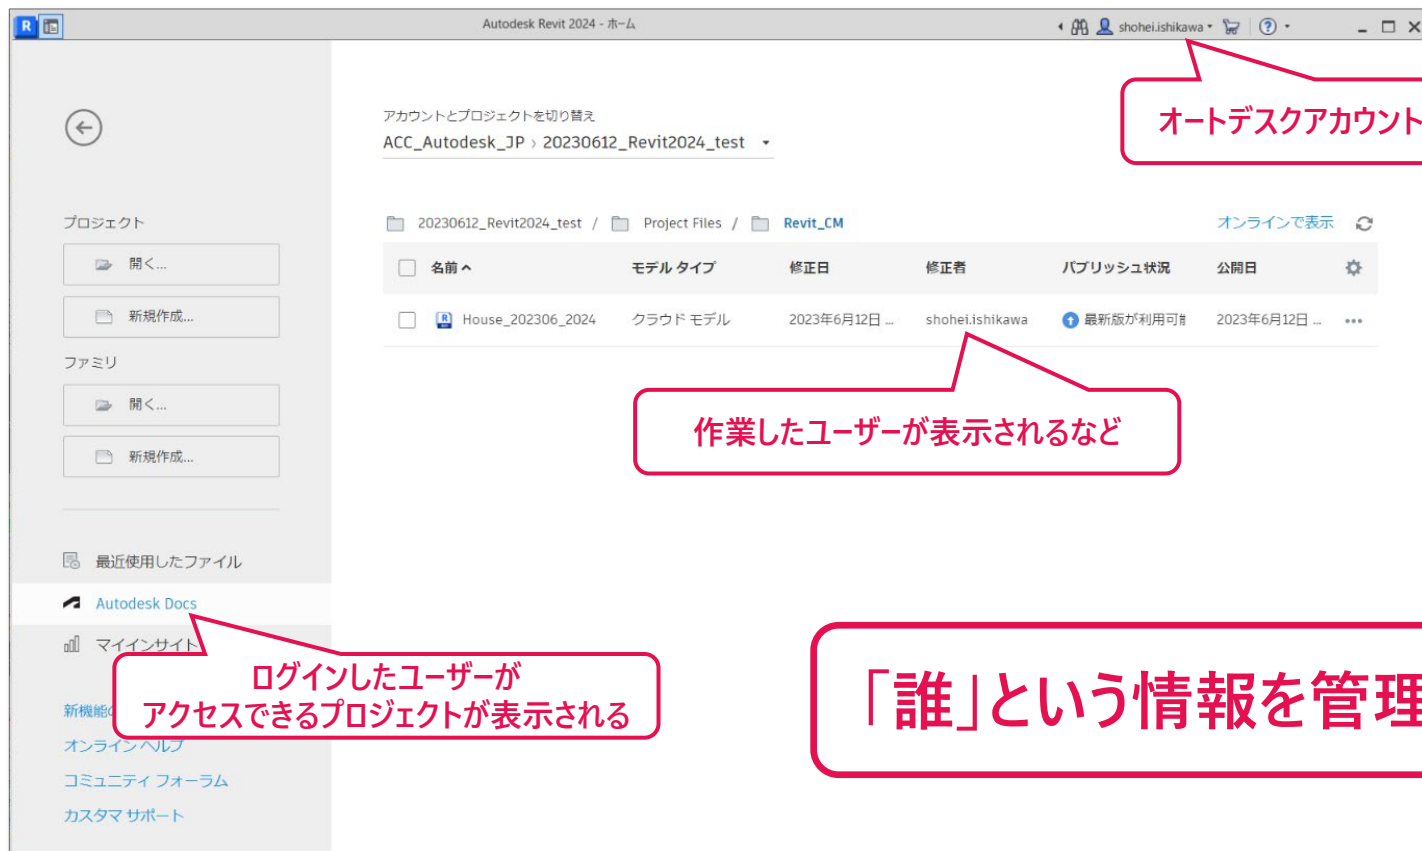 Autodesk Revit 2024 - ホーム
shohei.ishikawa
オートデスクアカウント
アカウントとプロジェクトを切り替え
ACC_Autodesk_JP › 20230612_Revit2024_test
プロジェクト
開く...
新規作成...
ファミリ
開く...
新規作成...
20230612_Revit2024_test / Project Files / Revit_CM
オンラインで表示
名前 モデル タイプ 修正日 修正者 パブリッシュ状況 公開日
House_202306_2024 クラウド モデル 2023年6月12日 ... shohei.ishikawa 最新版が利用可 2023年6月12日 ...
作業したユーザーが表示されるなど
最近使用したファイル
Autodesk Docs
マイインサイト
ログインしたユーザーが
アクセスできるプロジェクトが表示される
新機能
オンライン ヘルプ
コミュニティ フォーラム
カスタマ サポート
「誰」という情報を管理